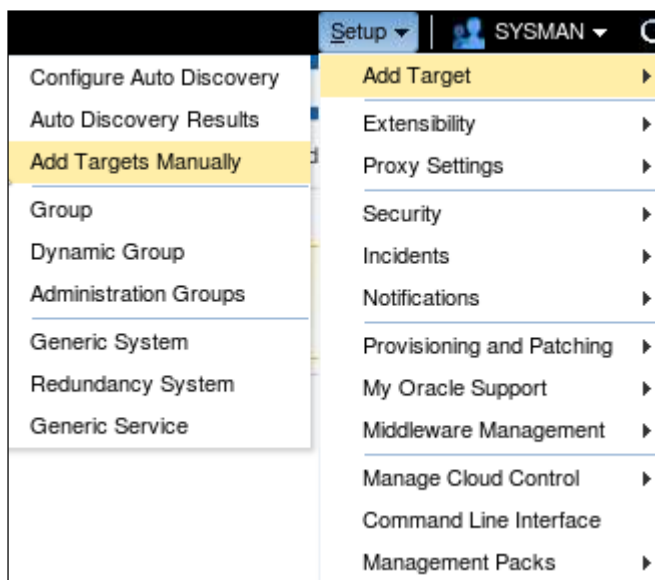 Setup
SYSMAN
Configure Auto Discovery
Auto Discovery Results
Add Targets Manually
Group
Dynamic Group
Administration Groups
Generic System
Redundancy System
Generic Service
Add Target
Extensibility
Proxy Settings
Security
Incidents
Notifications
Provisioning and Patching
My Oracle Support
Middleware Management
Manage Cloud Control
Command Line Interface
Management Packs